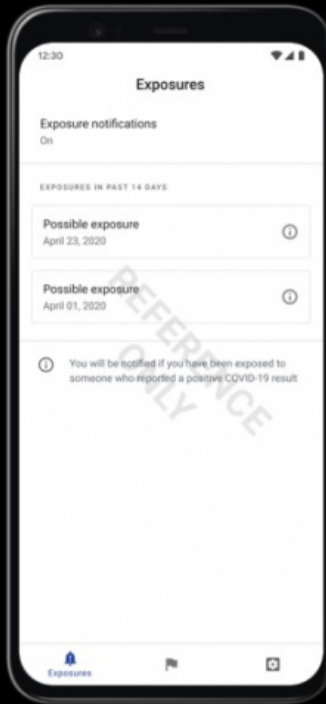 12:30
Exposures
Exposure notifications
On
EXPOSURES IN PAST 14 DAYS
Possible exposure
April 23, 2020
Possible exposure
April 01, 2020
REFERENCE
ONLY
You will be notified if you have been exposed to
someone who reported a positive COVID-19 result
Exposures